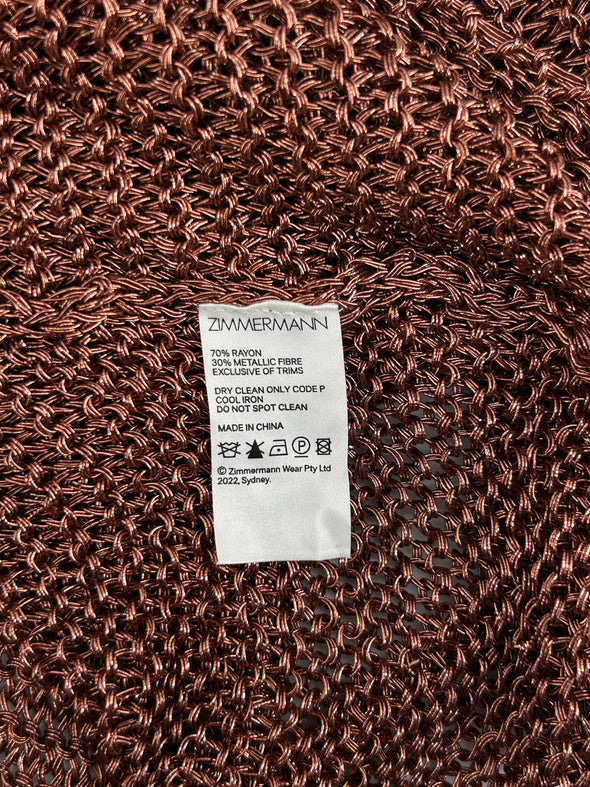 ZIMMERMANN
70% RAYON
30% METALLIC FIBRE
EXCLUSIVE OF TRIMS
DRY CLEAN ONLY CODE P
COOL IRON
DO NOT SPOT CLEAN
MADE IN CHINA
P
© Zimmermann Wear Pty Ltd
2022, Sydney.